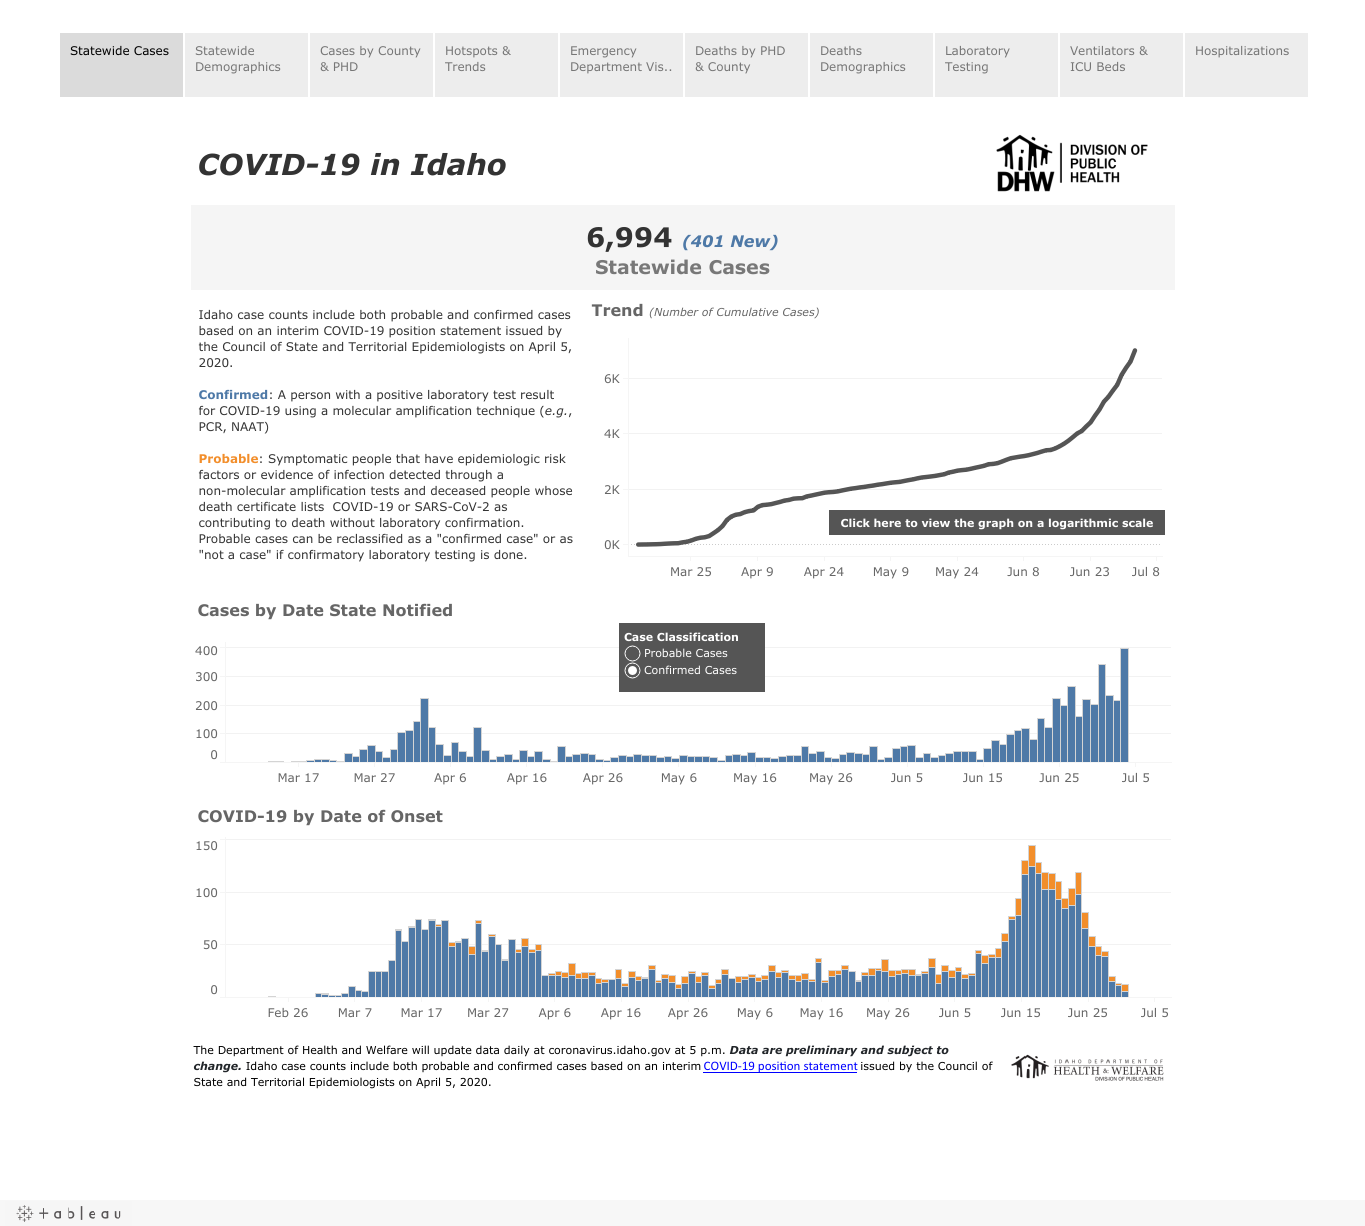 Statewide Cases
Statewide
Demographics
Cases by County
& PHD
Hotspots &
Trends
Emergency
Department Vis..
Deaths by PHD
& County
Deaths
Demographics
Laboratory
Testing
Ventilators &
ICU Beds
Hospitalizations
COVID-19 in Idaho
DHW
DIVISION OF
PUBLIC
HEALTH
6,994 (401 New)
Statewide Cases
Idaho case counts include both probable and confirmed cases
based on an interim COVID-19 position statement issued by
the Council of State and Territorial Epidemiologists on April 5,
2020.
Confirmed: A person with a positive laboratory test result
for COVID-19 using a molecular amplification technique (e.g.,
PCR, NAAT)
Probable: Symptomatic people that have epidemiologic risk
factors or evidence of infection detected through a
non-molecular amplification tests and deceased people whose
death certificate lists  COVID-19 or SARS-CoV-2 as
contributing to death without laboratory confirmation.
Probable cases can be reclassified as a "confirmed case" or as
"not a case" if confirmatory laboratory testing is done.
Trend (Number of Cumulative Cases)
6K
4K
2K
0K
Click here to view the graph on a logarithmic scale
Mar 25 Apr 9 Apr 24 May 9 May 24 Jun 8 Jun 23 Jul 8
Cases by Date State Notified
Case Classification
Probable Cases
Confirmed Cases
400
300
200
100
0
Mar 17 Mar 27 Apr 6 Apr 16 Apr 26 May 6 May 16 May 26 Jun 5 Jun 15 Jun 25 Jul 5
COVID-19 by Date of Onset
150
100
50
0
Feb 26 Mar 7 Mar 17 Mar 27 Apr 6 Apr 16 Apr 26 May 6 May 16 May 26 Jun 5 Jun 15 Jun 25 Jul 5
The Department of Health and Welfare will update data daily at coronavirus.idaho.gov at 5 p.m. Data are preliminary and subject to
change. Idaho case counts include both probable and confirmed cases based on an interim COVID-19 position statement issued by the Council of
State and Territorial Epidemiologists on April 5, 2020.
IDAHO DEPARTMENT OF
HEALTH & WELFARE
DIVISION OF PUBLIC HEALTH
+ableau